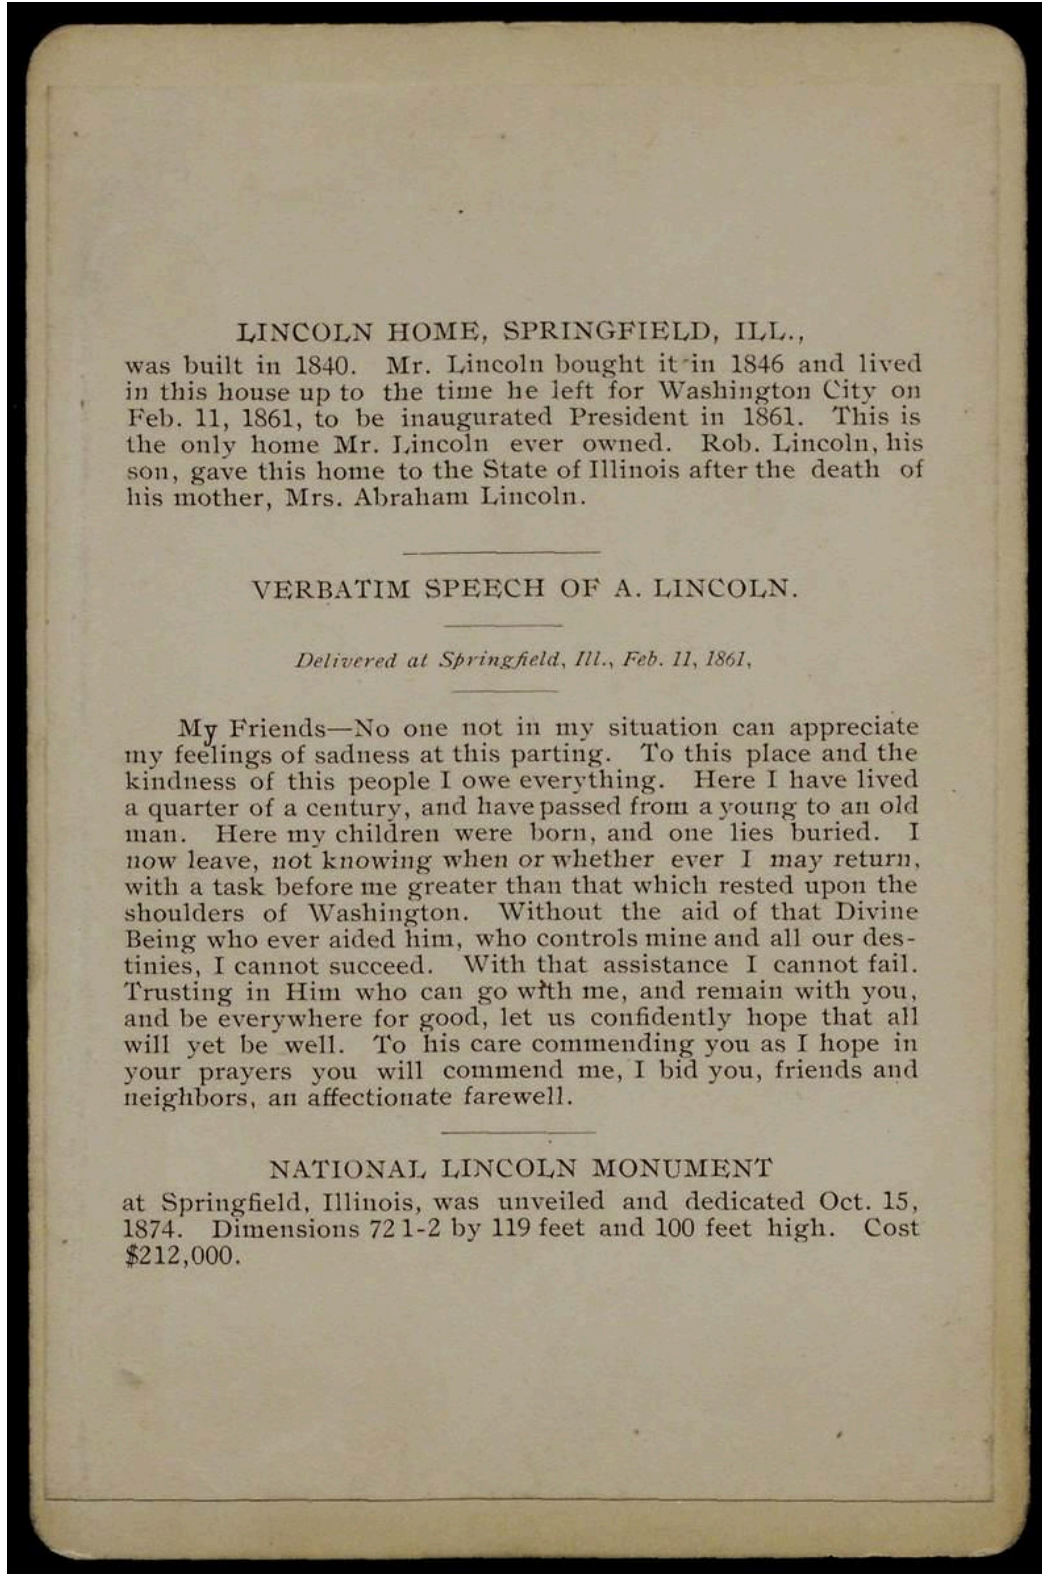 LINCOLN HOME, SPRINGFIELD, ILL.,
was built in 1840. Mr. Lincoln bought it in 1846 and lived
in this house up to the time he left for Washington City on
Feb. 11, 1861, to be inaugurated President in 1861. This is
the only home Mr. Lincoln ever owned. Rob. Lincoln, his
son, gave this home to the State of Illinois after the death of
his mother, Mrs. Abraham Lincoln.
VERBATIM SPEECH OF A. LINCOLN.
Delivered at Springfield, Ill., Feb. 11, 1861,
My Friends—No one not in my situation can appreciate
my feelings of sadness at this parting. To this place and the
kindness of this people I owe everything. Here I have lived
a quarter of a century, and have passed from a young to an old
man. Here my children were born, and one lies buried. I
now leave, not knowing when or whether ever I may return,
with a task before me greater than that which rested upon the
shoulders of Washington. Without the aid of that Divine
Being who ever aided him, who controls mine and all our des-
tinies, I cannot succeed. With that assistance I cannot fail.
Trusting in Him who can go with me, and remain with you,
and be everywhere for good, let us confidently hope that all
will yet be well. To his care commending you as I hope in
your prayers you will commend me, I bid you, friends and
neighbors, an affectionate farewell.
NATIONAL LINCOLN MONUMENT
at Springfield, Illinois, was unveiled and dedicated Oct. 15,
1874. Dimensions 72 1-2 by 119 feet and 100 feet high. Cost
$212,000.